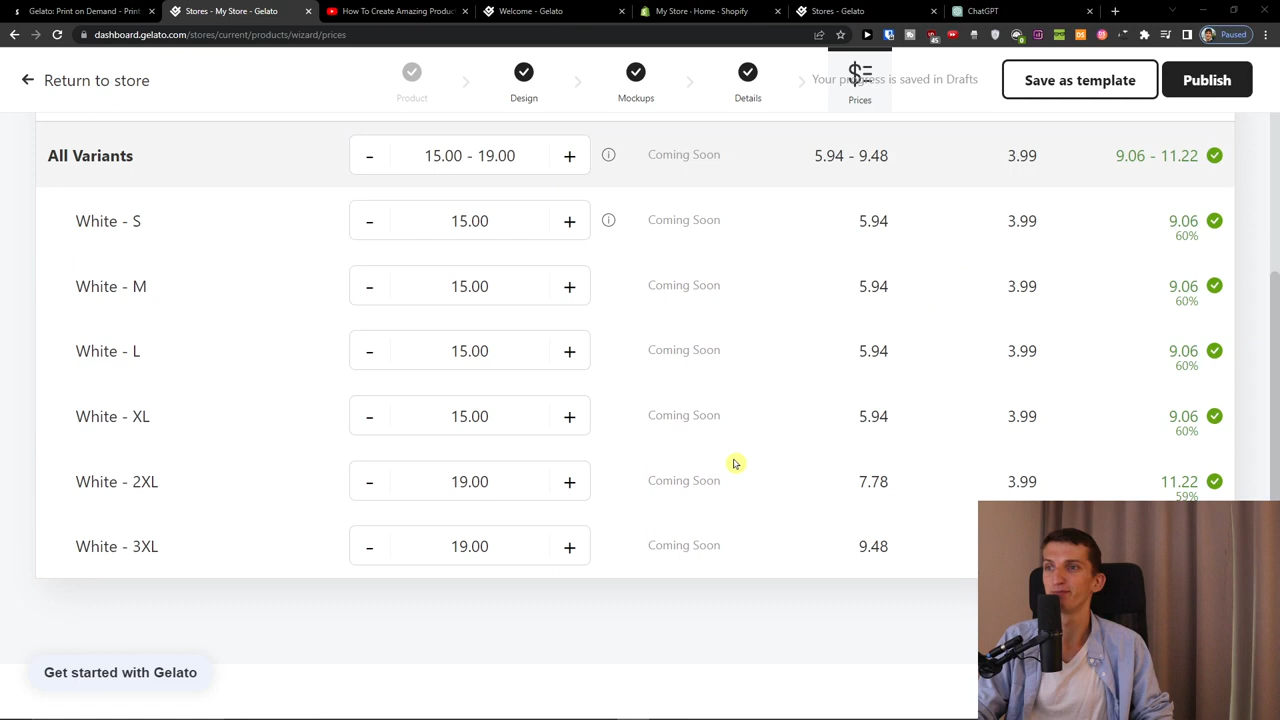 Gelato: Print on Demand - Print
Stores - My Store - Gelato
How To Create Amazing Product
Welcome - Gelato
My Store · Home · Shopify
Stores - Gelato
ChatGPT
dashboard.gelato.com/stores/current/products/wizard/prices
45
Paused
Return to store
Product
Design
Mockups
Details
Prices
Your progress is saved in Drafts
Save as template
Publish
All Variants - 15.00 - 19.00 + Coming Soon 5.94 - 9.48 3.99 9.06 - 11.22
White - S - 15.00 + Coming Soon 5.94 3.99 9.06
60%
White - M - 15.00 + Coming Soon 5.94 3.99 9.06
60%
White - L - 15.00 + Coming Soon 5.94 3.99 9.06
60%
White - XL - 15.00 + Coming Soon 5.94 3.99 9.06
60%
White - 2XL - 19.00 + Coming Soon 7.78 3.99 11.22
59%
White - 3XL - 19.00 + Coming Soon 9.48
Get started with Gelato